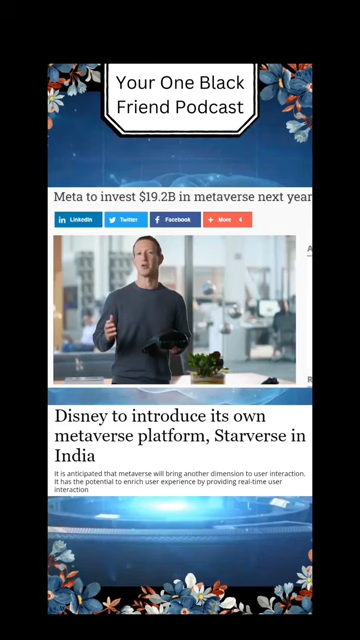 Your One Black
Friend Podcast
Meta to invest $19.2B in metaverse next year
LinkedIn Twitter Facebook More 4
Disney to introduce its own
metaverse platform, Starverse in
India
It is anticipated that metaverse will bring another dimension to user interaction.
It has the potential to enrich user experience by providing real-time user
interaction